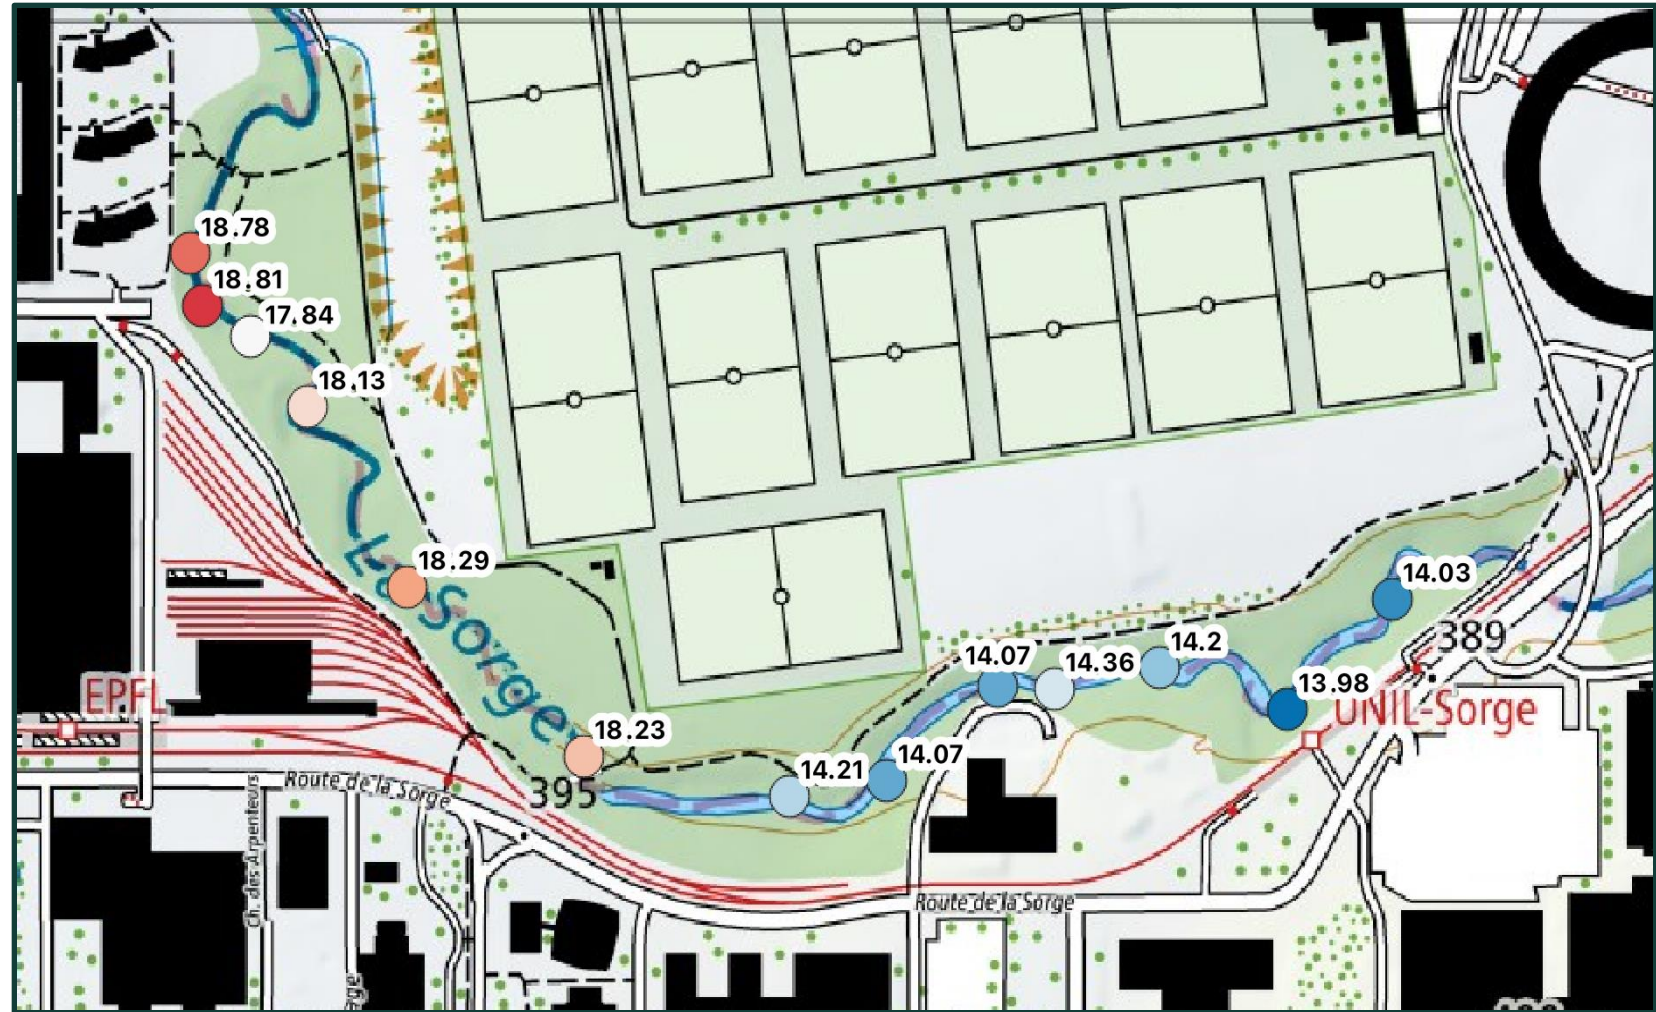 18.78
18.81
17.84
18.13
18.29
La Sorge
14.03
389
14.07
14.36
14.2
13.98
EPFL
UNIL-Sorge
18.23
14.21
14.07
395
Route de la Sorge
Ch. des Arpenteurs
Route de la Sorge